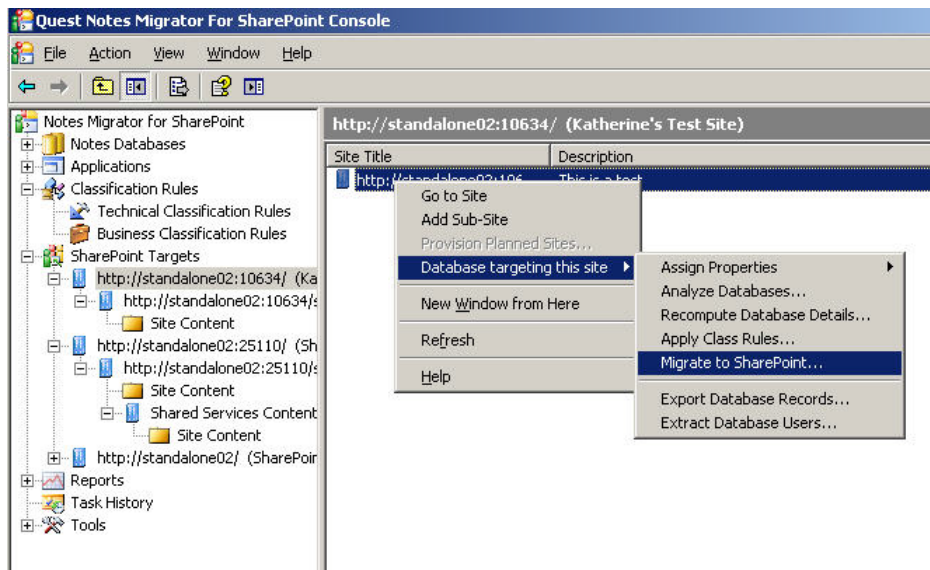 Quest Notes Migrator For SharePoint Console
File Action View Window Help
Notes Migrator for SharePoint
Notes Databases
Applications
Classification Rules
Technical Classification Rules
Business Classification Rules
SharePoint Targets
http://standalone02:10634/ (Ka
http://standalone02:10634/s
Site Content
http://standalone02:25110/ (Sh
http://standalone02:25110/s
Site Content
Shared Services Content
Site Content
http://standalone02/ (SharePoin
Reports
Task History
Tools
http://standalone02:10634/ (Katherine's Test Site)
Site Title Description
http://standalone02:106 This is a test
Go to Site
Add Sub-Site
Provision Planned Sites...
Database targeting this site
New Window from Here
Refresh
Help
Assign Properties
Analyze Databases...
Recompute Database Details...
Apply Class Rules...
Migrate to SharePoint...
Export Database Records...
Extract Database Users...